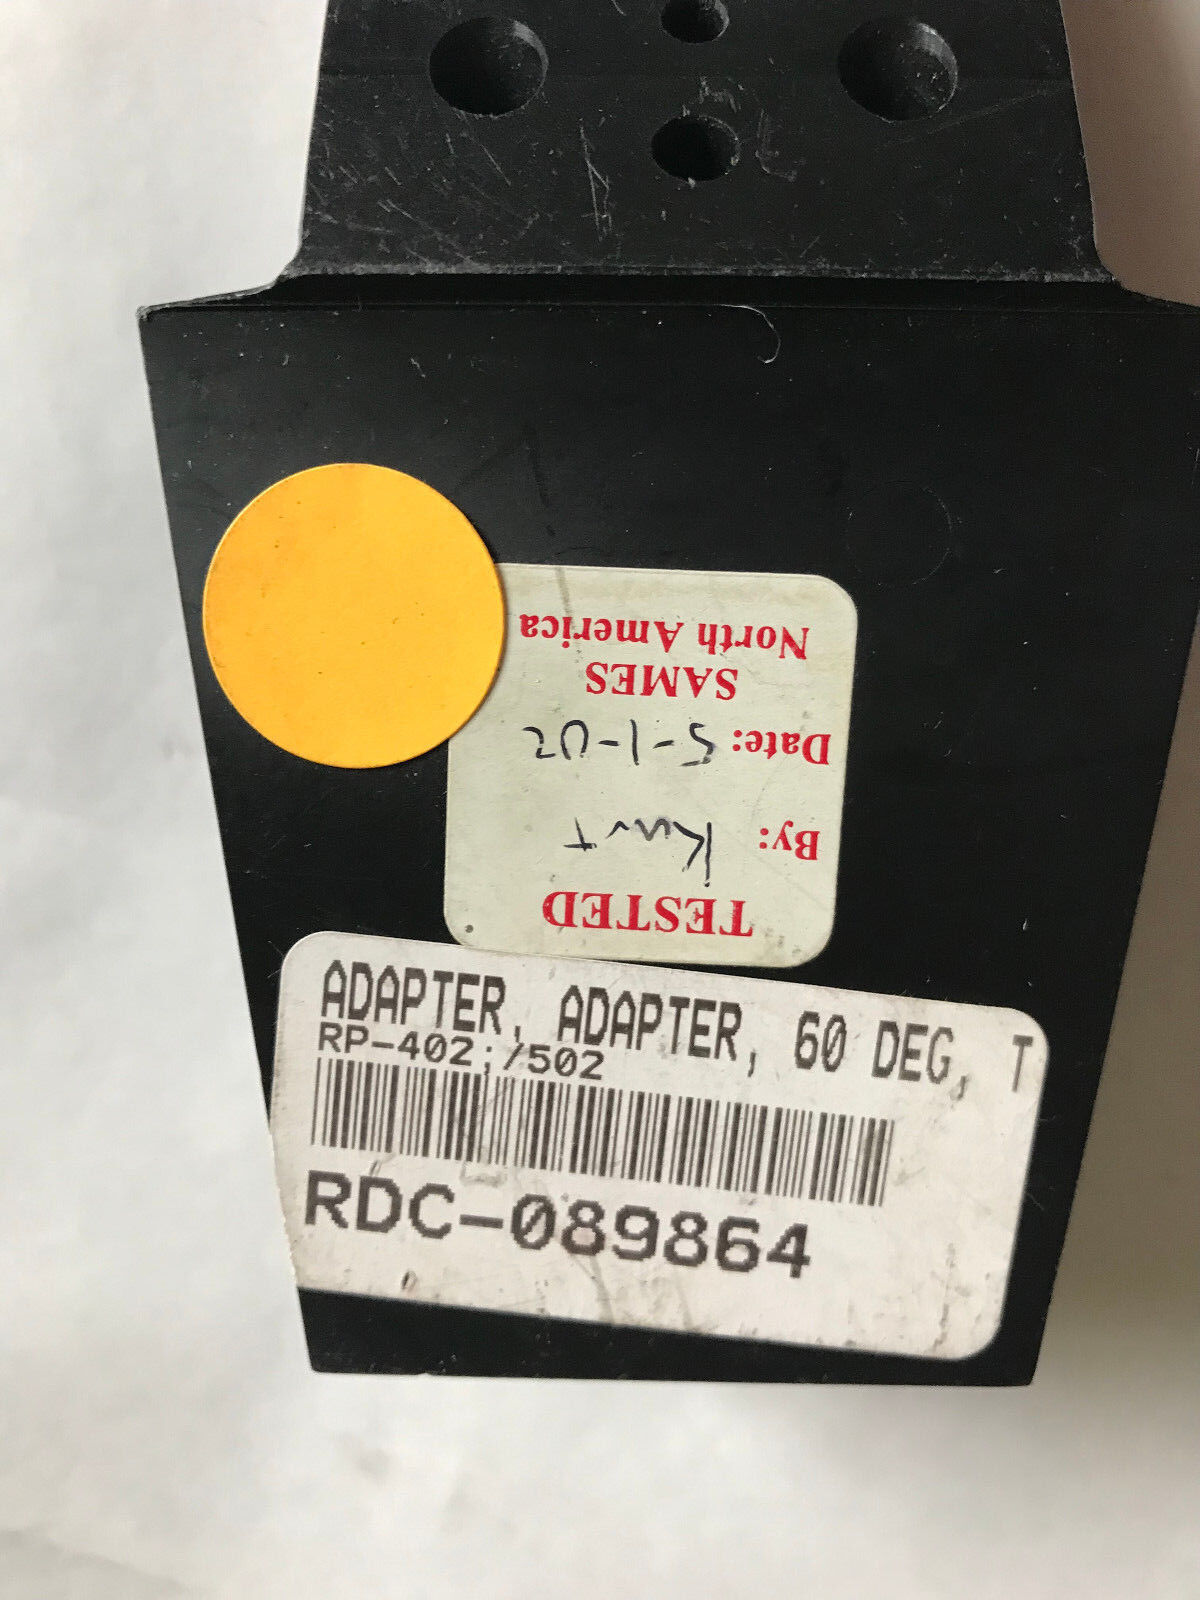 North America
SAMES
Date: 5-1-02
By: Kurt
TESTED
ADAPTER, ADAPTER, 60 DEG, T
RP-402;/502
RDC-089864